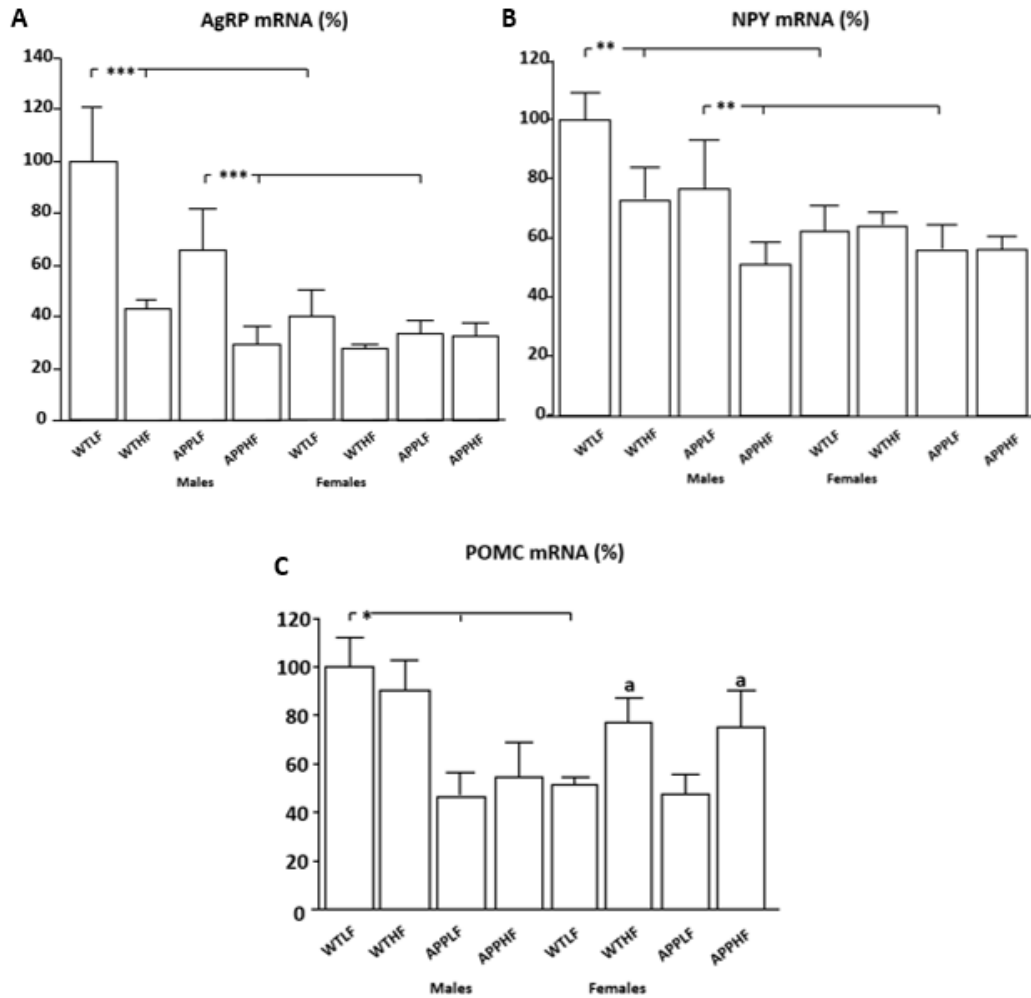 A
AgRP mRNA (%)
140
120
100
80
60
40
20
0
***
***
WTLF WTHF APPLF APPHF WTLF WTHF APPLF APPHF
Males Females
B
NPY mRNA (%)
120
100
80
60
40
20
0
**
**
WTLF WTHF APPLF APPHF WTLF WTHF APPLF APPHF
Males Females
C
POMC mRNA (%)
120
100
80
60
40
20
0
*
a a
WTLF WTHF APPLF APPHF WTLF WTHF APPLF APPHF
Males Females